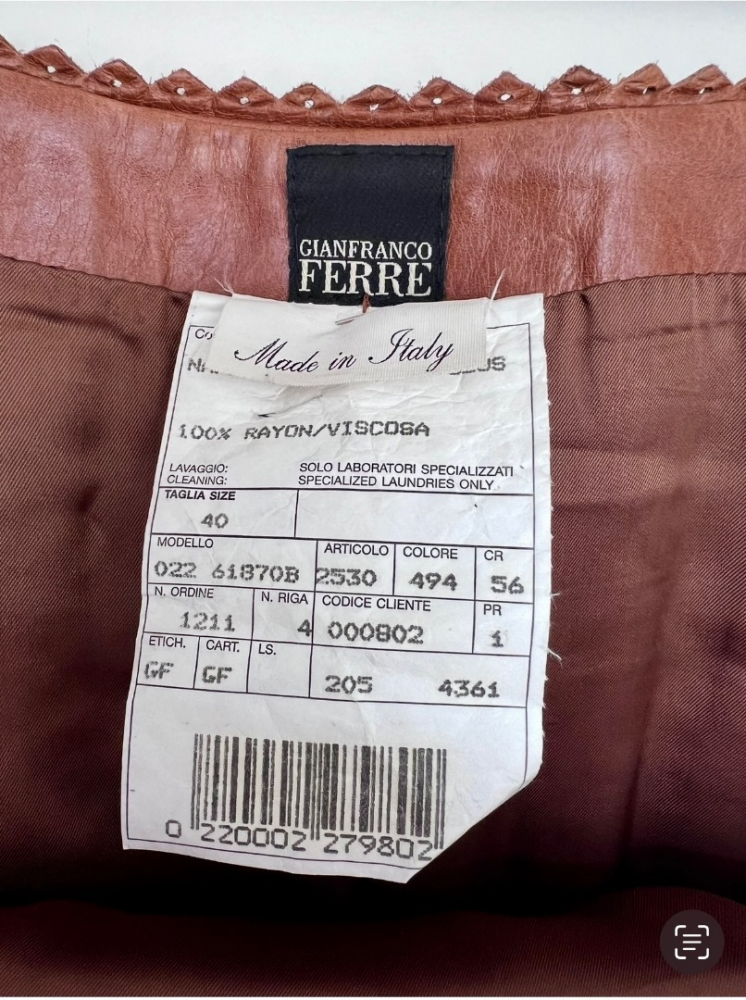 GIANFRANCO
FERRE
Made in Italy
100% RAYON/VISCOSA
LAVAGGIO: SOLO LABORATORI SPECIALIZZATI
CLEANING: SPECIALIZED LAUNDRIES ONLY
TAGLIA SIZE
40
MODELLO ARTICOLO COLORE CR
022 61870B 2530 494 56
N. ORDINE N. RIGA CODICE CLIENTE PR
1211 4 000802 1
ETICH. CART. LS.
GF GF 205 4361
0 220002 279802